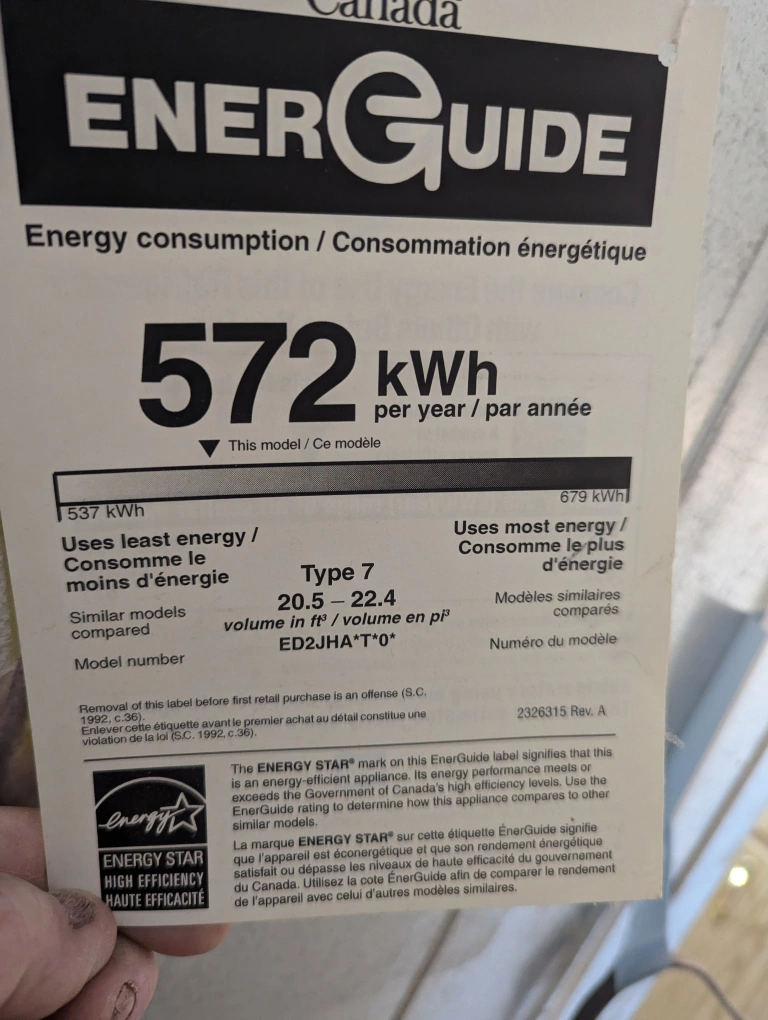 Canada
ENERGUIDE
Energy consumption / Consommation énergétique
572 kWh
per year / par année
This model / Ce modèle
537 kWh
679 kWh
Uses least energy /
Consomme le
moins d'énergie
Uses most energy /
Consomme le plus
d'énergie
Similar models
compared
Type 7
20.5 – 22.4
volume in ft³ / volume en pi³
Modèles similaires
comparés
Model number
ED2JHA*T*0*
Numéro du modèle
Removal of this label before first retail purchase is an offense (S.C.
1992, c.36).
Enlever cette étiquette avant le premier achat au détail constitue une
violation de la loi (S.C. 1992, c.36).
2326315 Rev. A
energy
ENERGY STAR
HIGH EFFICIENCY
HAUTE EFFICACITÉ
The ENERGY STAR® mark on this EnerGuide label signifies that this
is an energy-efficient appliance. Its energy performance meets or
exceeds the Government of Canada's high efficiency levels. Use the
EnerGuide rating to determine how this appliance compares to other
similar models.
La marque ENERGY STAR® sur cette étiquette ÉnerGuide signifie
que l'appareil est éconergétique et que son rendement énergétique
satisfait ou dépasse les niveaux de haute efficacité du gouvernement
du Canada. Utilisez la cote ÉnerGuide afin de comparer le rendement
de l'appareil avec celui d'autres modèles similaires.